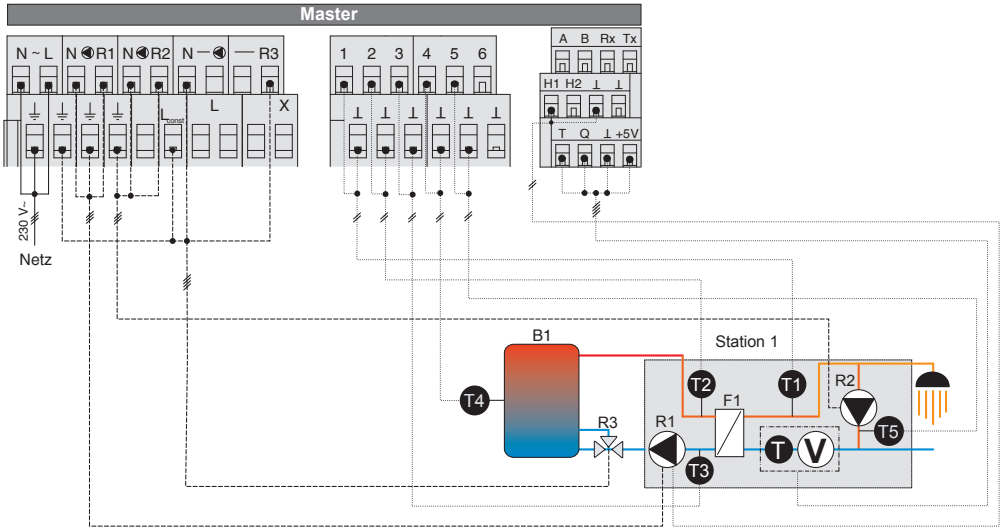 Master
N ~ L N R1 N R2 N R3
1 2 3 4 5 6
A B Rx Tx
H1 H2 ⊥ ⊥
L X
Lconst
⊥ ⊥ ⊥ ⊥ ⊥ ⊥
T Q ⊥ +5V
230 V~
Netz
B1
Station 1
T4
T2
T1
R2
F1
R3
R1
T5
T3
T
V